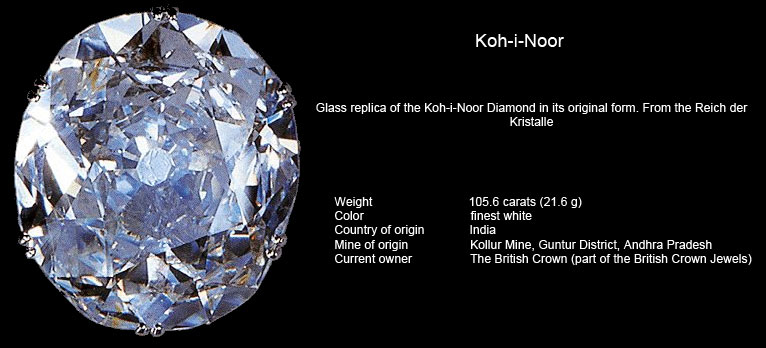 Koh-i-Noor
Glass replica of the Koh-i-Noor Diamond in its original form. From the Reich der
Kristalle
Weight 105.6 carats (21.6 g)
Color finest white
Country of origin India
Mine of origin Kollur Mine, Guntur District, Andhra Pradesh
Current owner The British Crown (part of the British Crown Jewels)